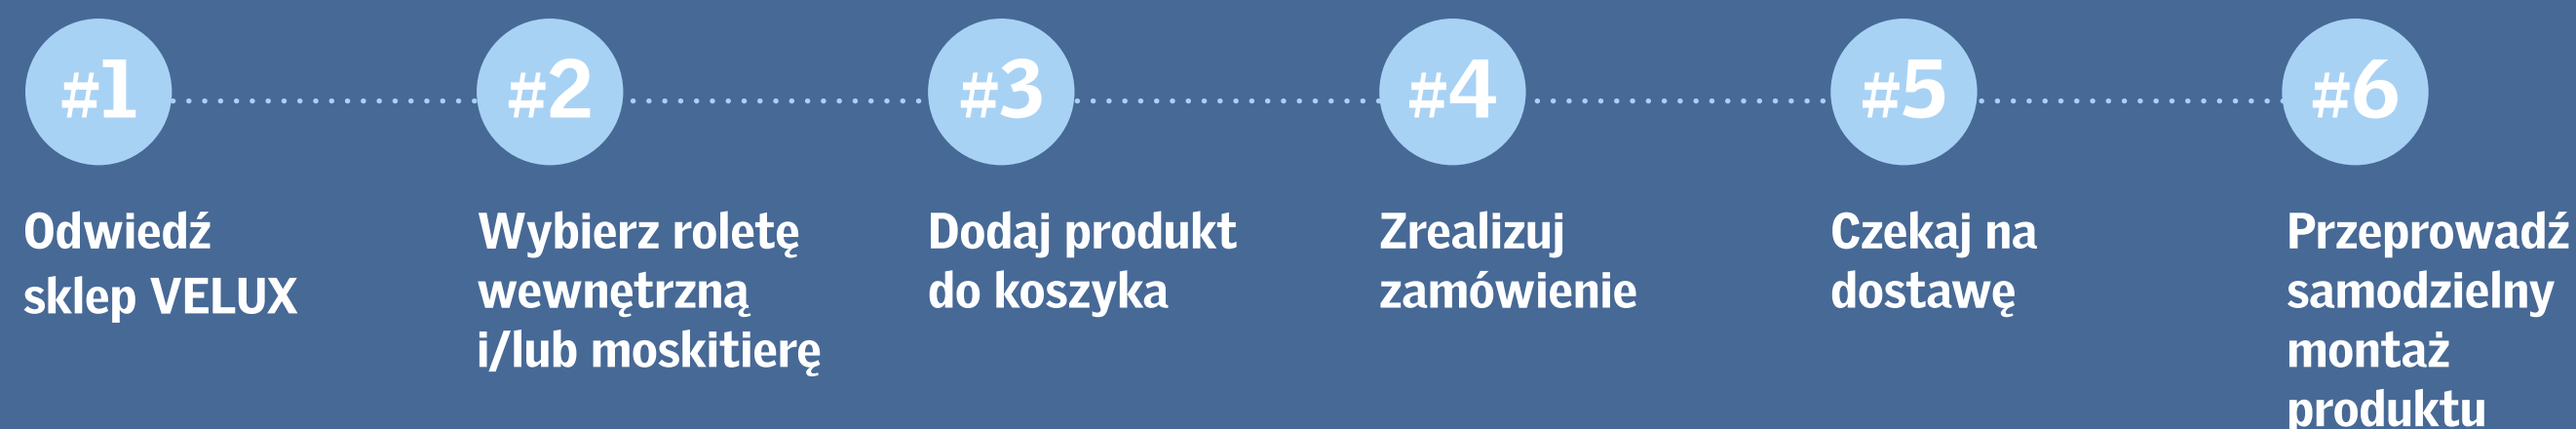 #1
Odwiedź
sklep VELUX
#2
Wybierz roletę
wewnętrzną
i/lub moskitierę
#3
Dodaj produkt
do koszyka
#4
Zrealizuj
zamówienie
#5
Czekaj na
dostawę
#6
Przeprowadź
samodzielny
montaż
produktu